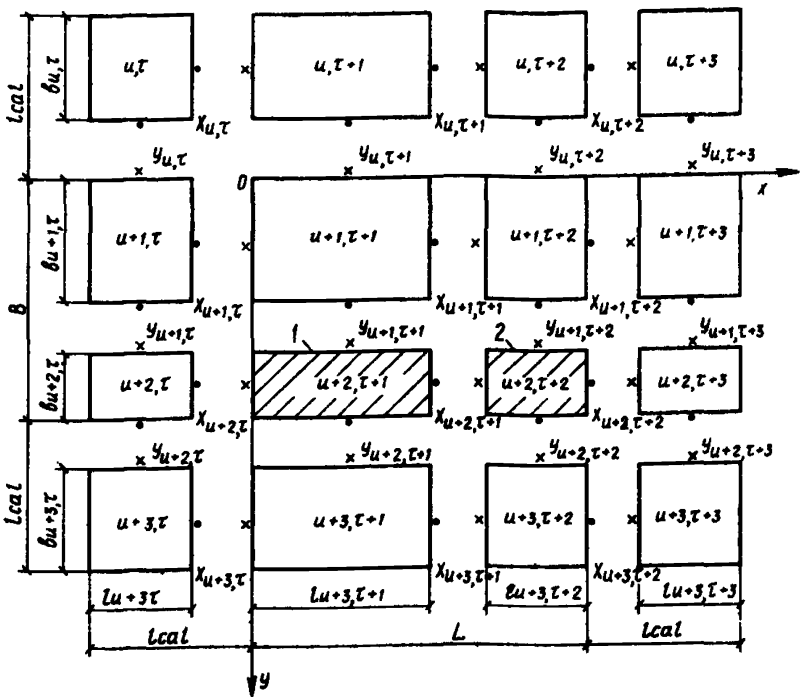 u,τ u,τ+1 u,τ+2 u,τ+3
lcal вu,τ
Xu,τ Xu,τ+1 Xu,τ+2
Yu,τ Yu,τ+1 Yu,τ+2 Yu,τ+3
0 x
u+1,τ u+1,τ+1 u+1,τ+2 u+1,τ+3
вu+1,τ
B
Xu+1,τ Xu+1,τ+1 Xu+1,τ+2
1 2
Yu+1,τ Yu+1,τ+1 Yu+1,τ+2 Yu+1,τ+3
u+2,τ u+2,τ+1 u+2,τ+2 u+2,τ+3
вu+2,τ
Xu+2,τ Xu+2,τ+1 Xu+2,τ+2
Yu+2,τ Yu+2,τ+1 Yu+2,τ+2 Yu+2,τ+3
lcal вu+3,τ
u+3,τ u+3,τ+1 u+3,τ+2 u+3,τ+3
Xu+3,τ Xu+3,τ+1 Xu+3,τ+2
lu+3τ lu+3,τ+1 lu+3,τ+2 lu+3,τ+3
lcal L lcal
y